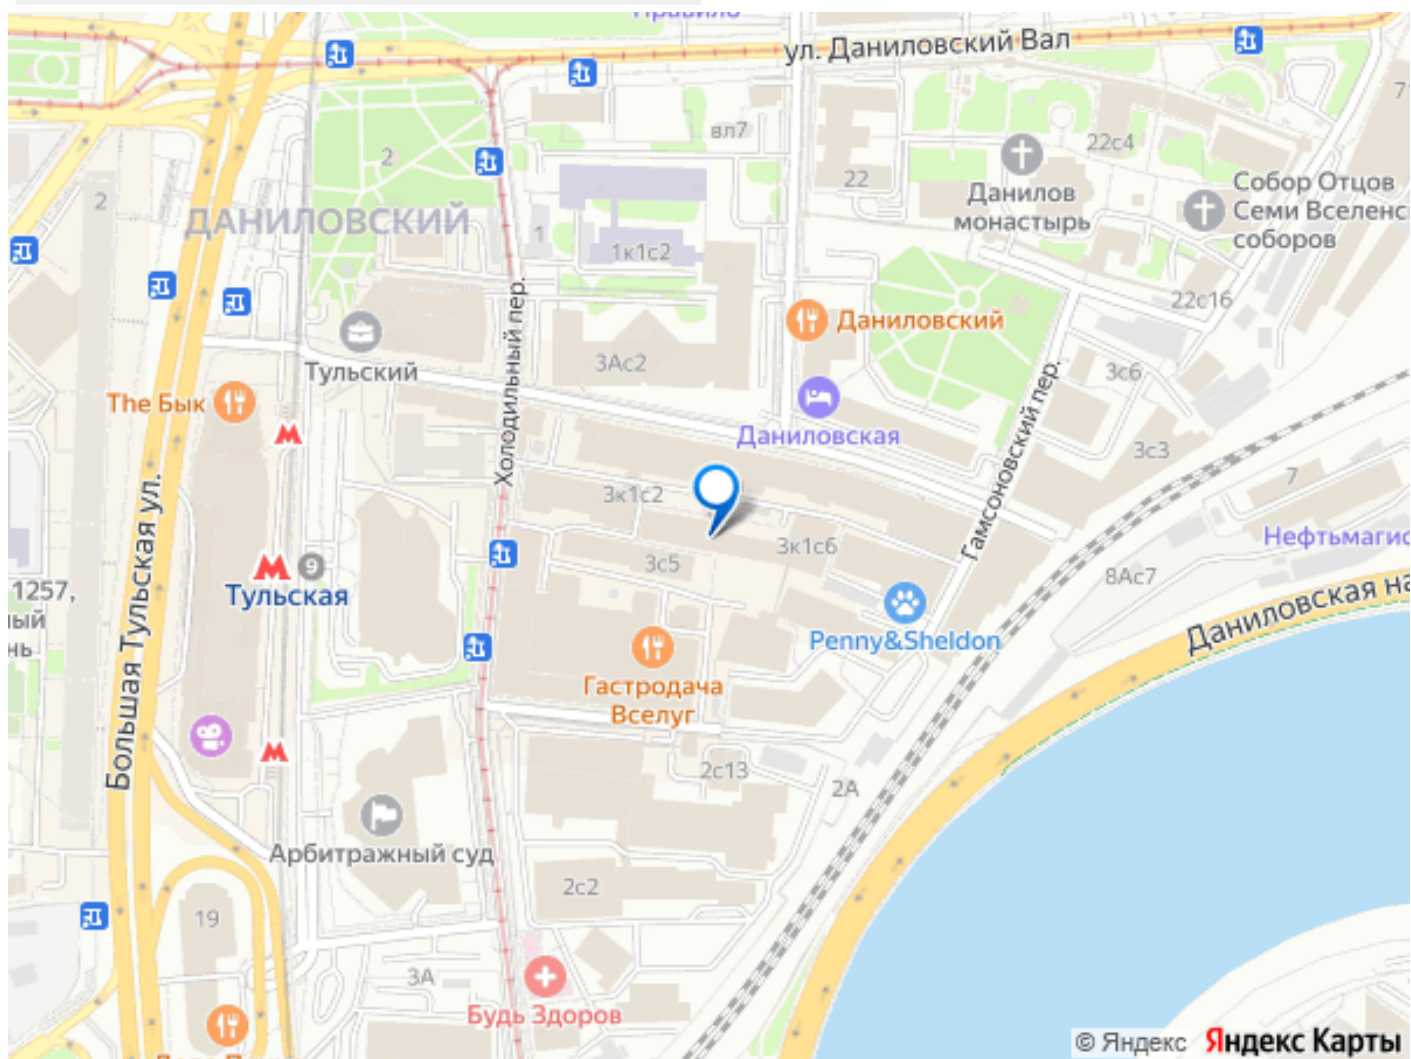 ул. Даниловский Вал
вл7
22с4
7
2
2
22
Данилов
монастырь
Собор Отцов
Семи Вселенс
соборов
ДАНИЛОВСКИЙ
1
1к1с2
22с16
Холодильный пер.
Даниловский
Тульский
3Ас2
3с6
The Бык
Даниловская
Гамсоновский пер.
3с3
7
3к1с2
3к1с6
3с5
Нефтьмагис
8Ас7
9
Тульская
1257,
ный
нь
Большая Тульская ул.
Penny&Sheldon
Даниловская на
Гастродача
Вселуг
2с13
2А
Арбитражный суд
2с2
19
3А
Будь Здоров
© Яндекс Яндекс Карты